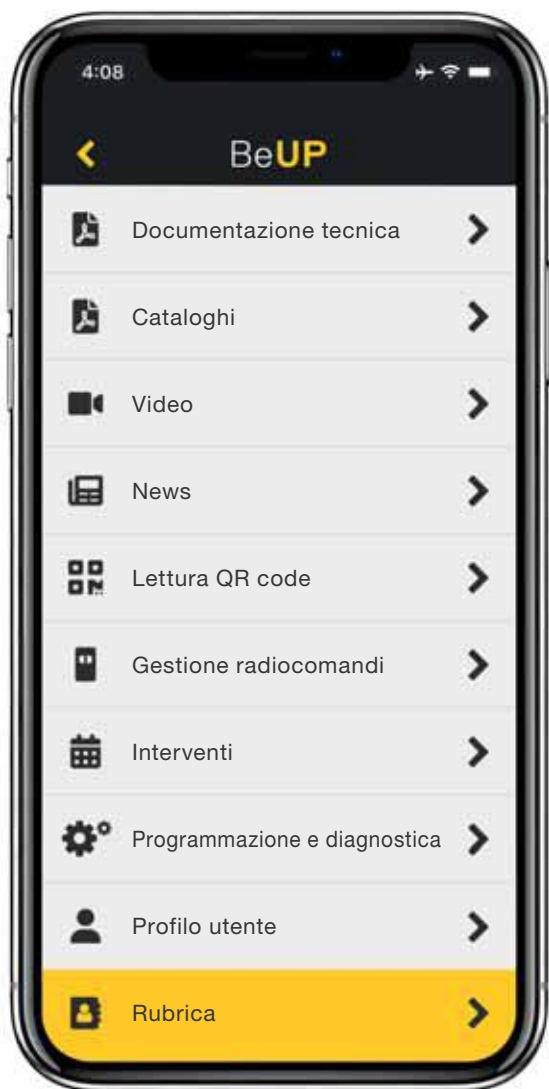 4:08
BeUP
Documentazione tecnica
Cataloghi
Video
News
Lettura QR code
Gestione radiocomandi
Interventi
Programmazione e diagnostica
Profilo utente
Rubrica